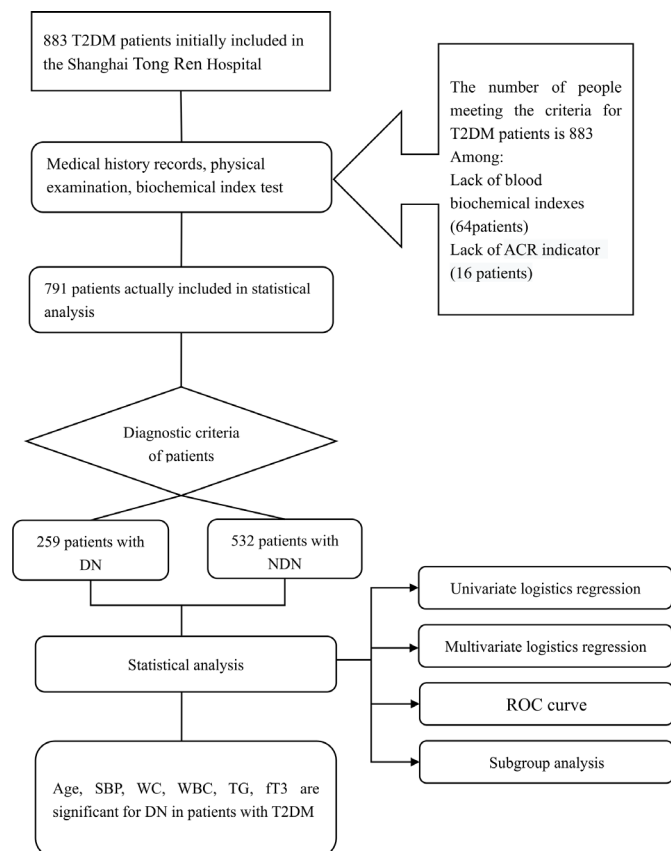 883 T2DM patients initially included in
the Shanghai Tong Ren Hospital
The number of people
meeting the criteria for
T2DM patients is 883
Among:
Lack of blood
biochemical indexes
(64patients)
Lack of ACR indicator
(16 patients)
Medical history records, physical
examination, biochemical index test
791 patients actually included in statistical
analysis
Diagnostic criteria
of patients
259 patients with
DN
532 patients with
NDN
Statistical analysis
Univariate logistics regression
Multivariate logistics regression
ROC curve
Subgroup analysis
Age, SBP, WC, WBC, TG, fT3 are
significant for DN in patients with T2DM